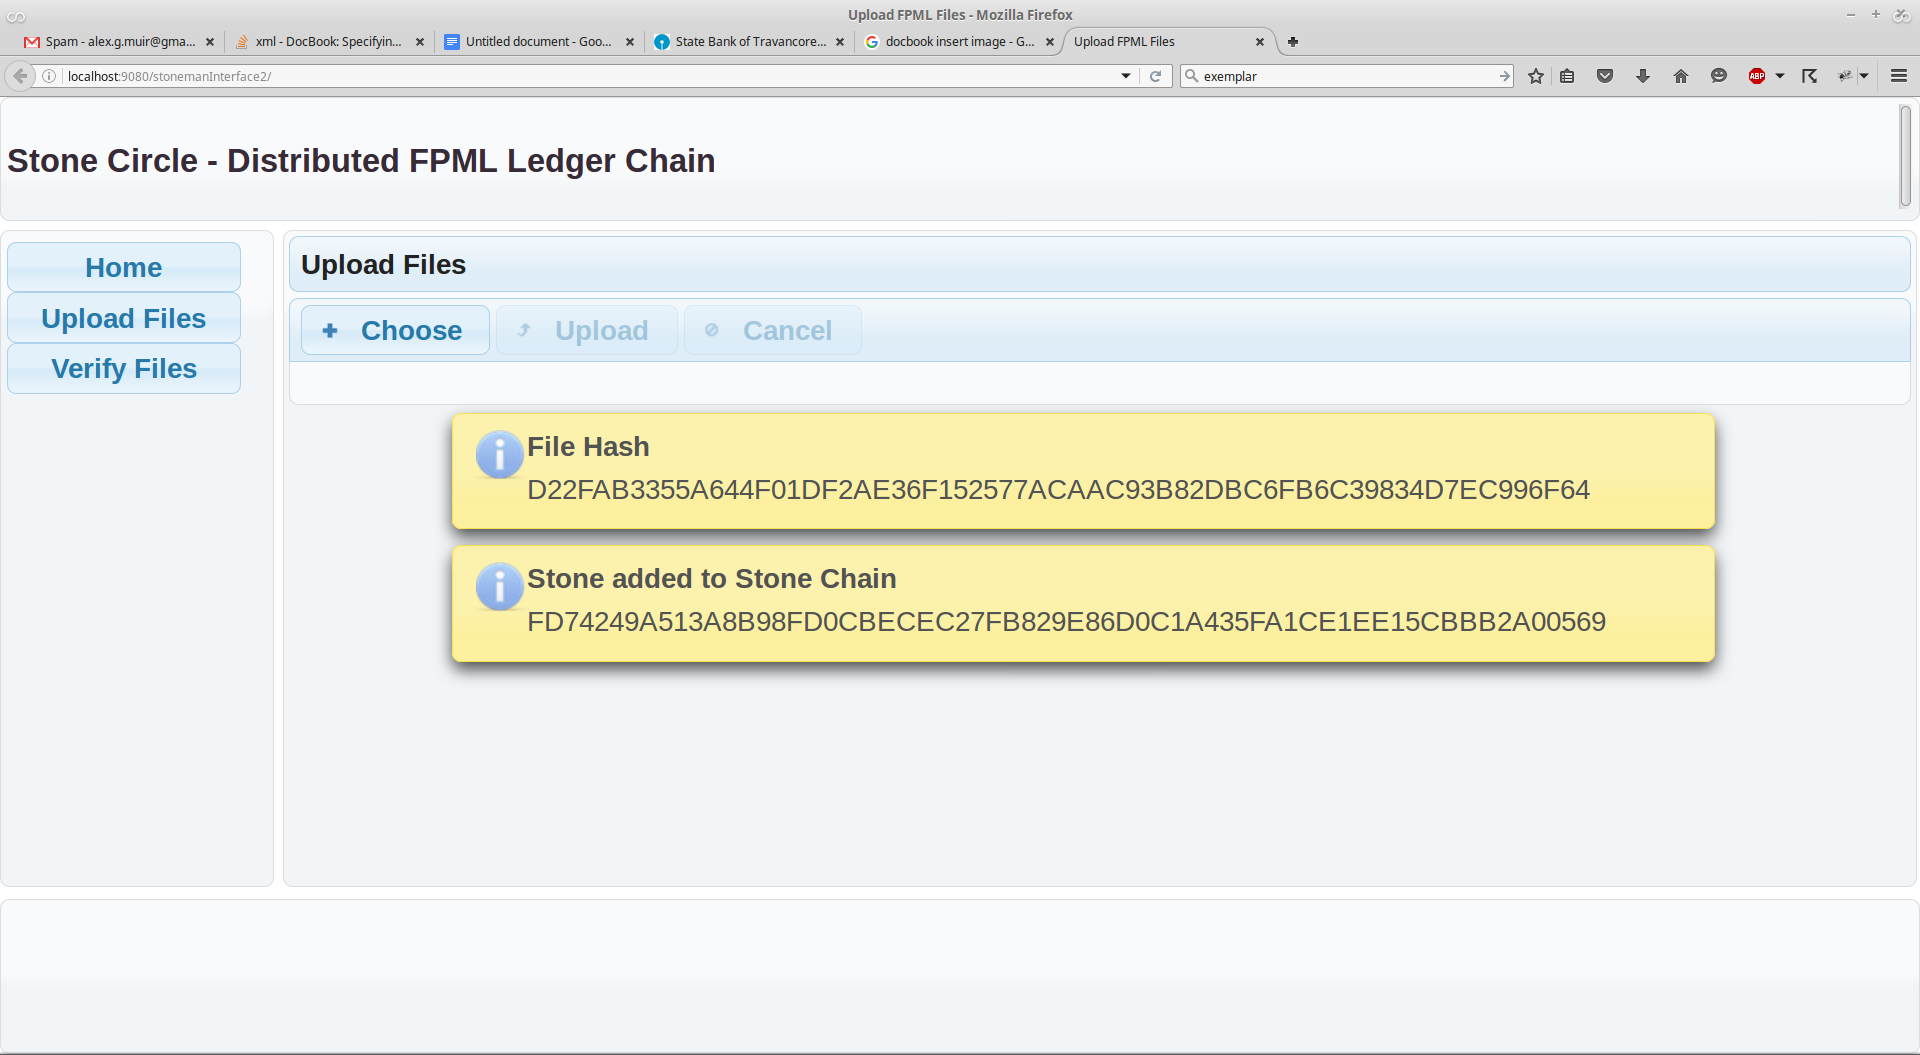 Upload FPML Files - Mozilla Firefox
Spam - alex.g.muir@gma... xml - DocBook: Specifyin... Untitled document - Goo... State Bank of Travancore... docbook insert image - G... Upload FPML Files
localhost:9080/stonemanInterface2/ exemplar ABP
Stone Circle - Distributed FPML Ledger Chain
Home
Upload Files
Verify Files
Upload Files
Choose Upload Cancel
File Hash
D22FAB3355A644F01DF2AE36F152577ACAAC93B82DBC6FB6C39834D7EC996F64
Stone added to Stone Chain
FD74249A513A8B98FD0CBECEC27FB829E86D0C1A435FA1CE1EE15CBBB2A00569